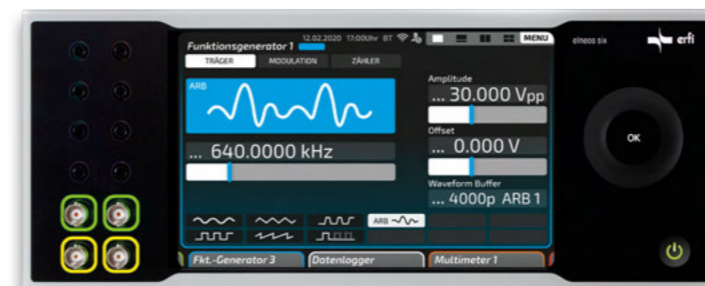 12.02.2020 17:00Uhr BT
MENU
Funktionsgenerator 1
TRÄGER MODULATION ZÄHLER
ARB
... 640.0000 kHz
Amplitude
... 30.000 Vpp
Offset
... 0.000 V
Waveform Buffer
... 4000p ARB 1
ARB
Fkt.-Generator 3 Datenlogger Multimeter 1
elneos six
erfi
OK